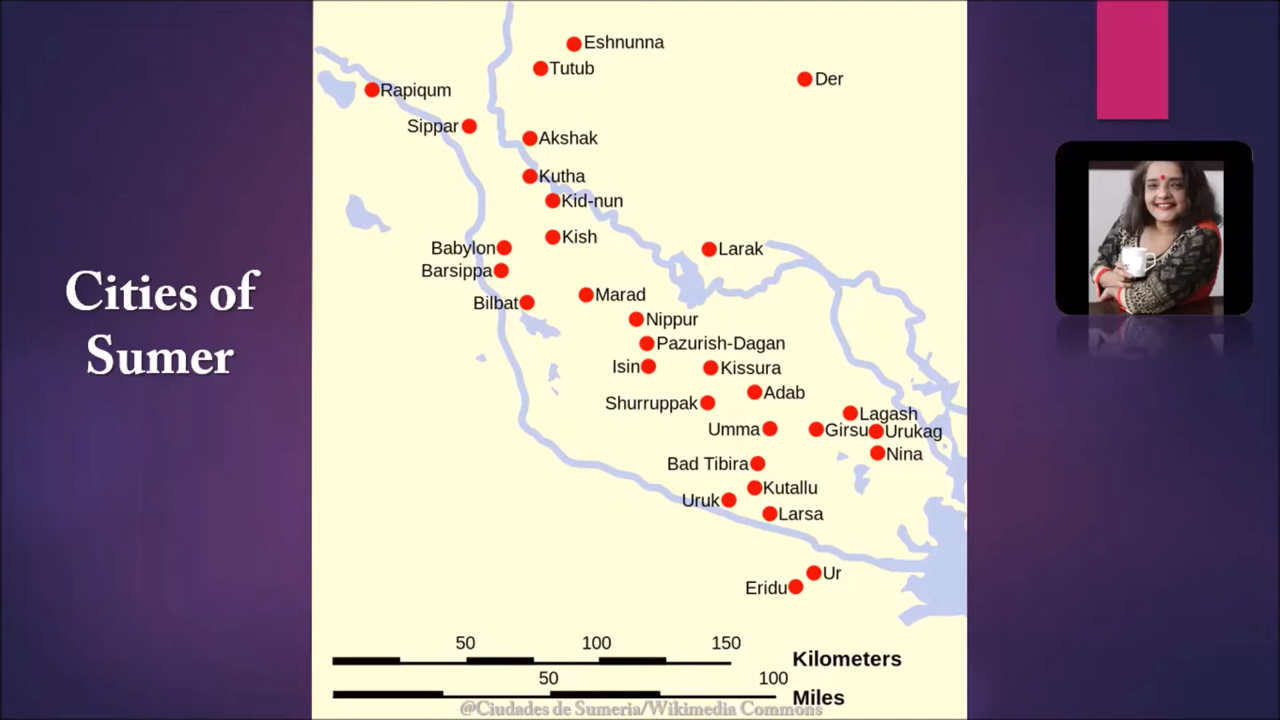 Cities of
Sumer
Eshnunna
Tutub
Der
Rapiqum
Sippar
Akshak
Kutha
Kid-nun
Kish
Babylon
Larak
Barsippa
Marad
Bilbat
Nippur
Pazurish-Dagan
Isin
Kissura
Adab
Shurruppak
Lagash
Umma
Girsu
Urukag
Nina
Bad Tibira
Kutallu
Uruk
Larsa
Ur
Eridu
50 100 150
Kilometers
50 100
Miles
@Ciudades de Sumeria/Wikimedia Commons